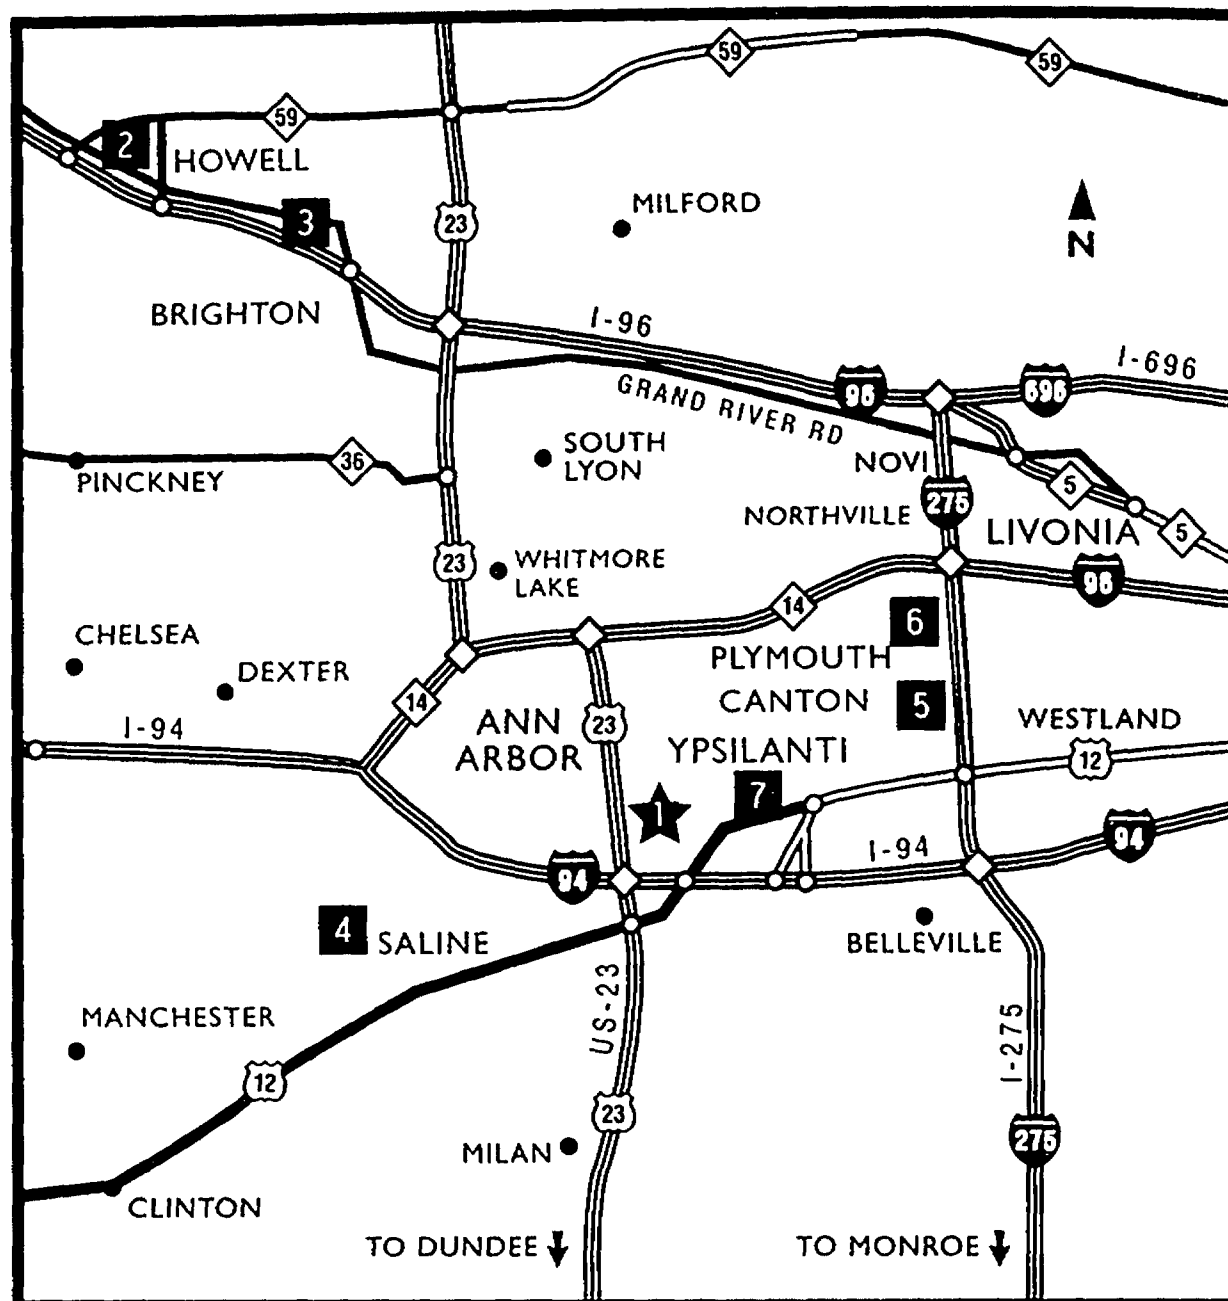 59
59
59
2
HOWELL
MILFORD
3
23
N
BRIGHTON
I-96
I-696
96
696
GRAND RIVER RD
SOUTH
LYON
36
PINCKNEY
NOVI
5
275
NORTHVILLE
LIVONIA
5
23
WHITMORE
LAKE
96
14
6
CHELSEA
DEXTER
PLYMOUTH
CANTON
14
5
I-94
ANN
ARBOR
23
YPSILANTI
WESTLAND
12
7
1
94
I-94
94
4
SALINE
BELLEVILLE
US-23
MANCHESTER
I-275
12
23
275
MILAN
CLINTON
TO DUNDEE
TO MONROE